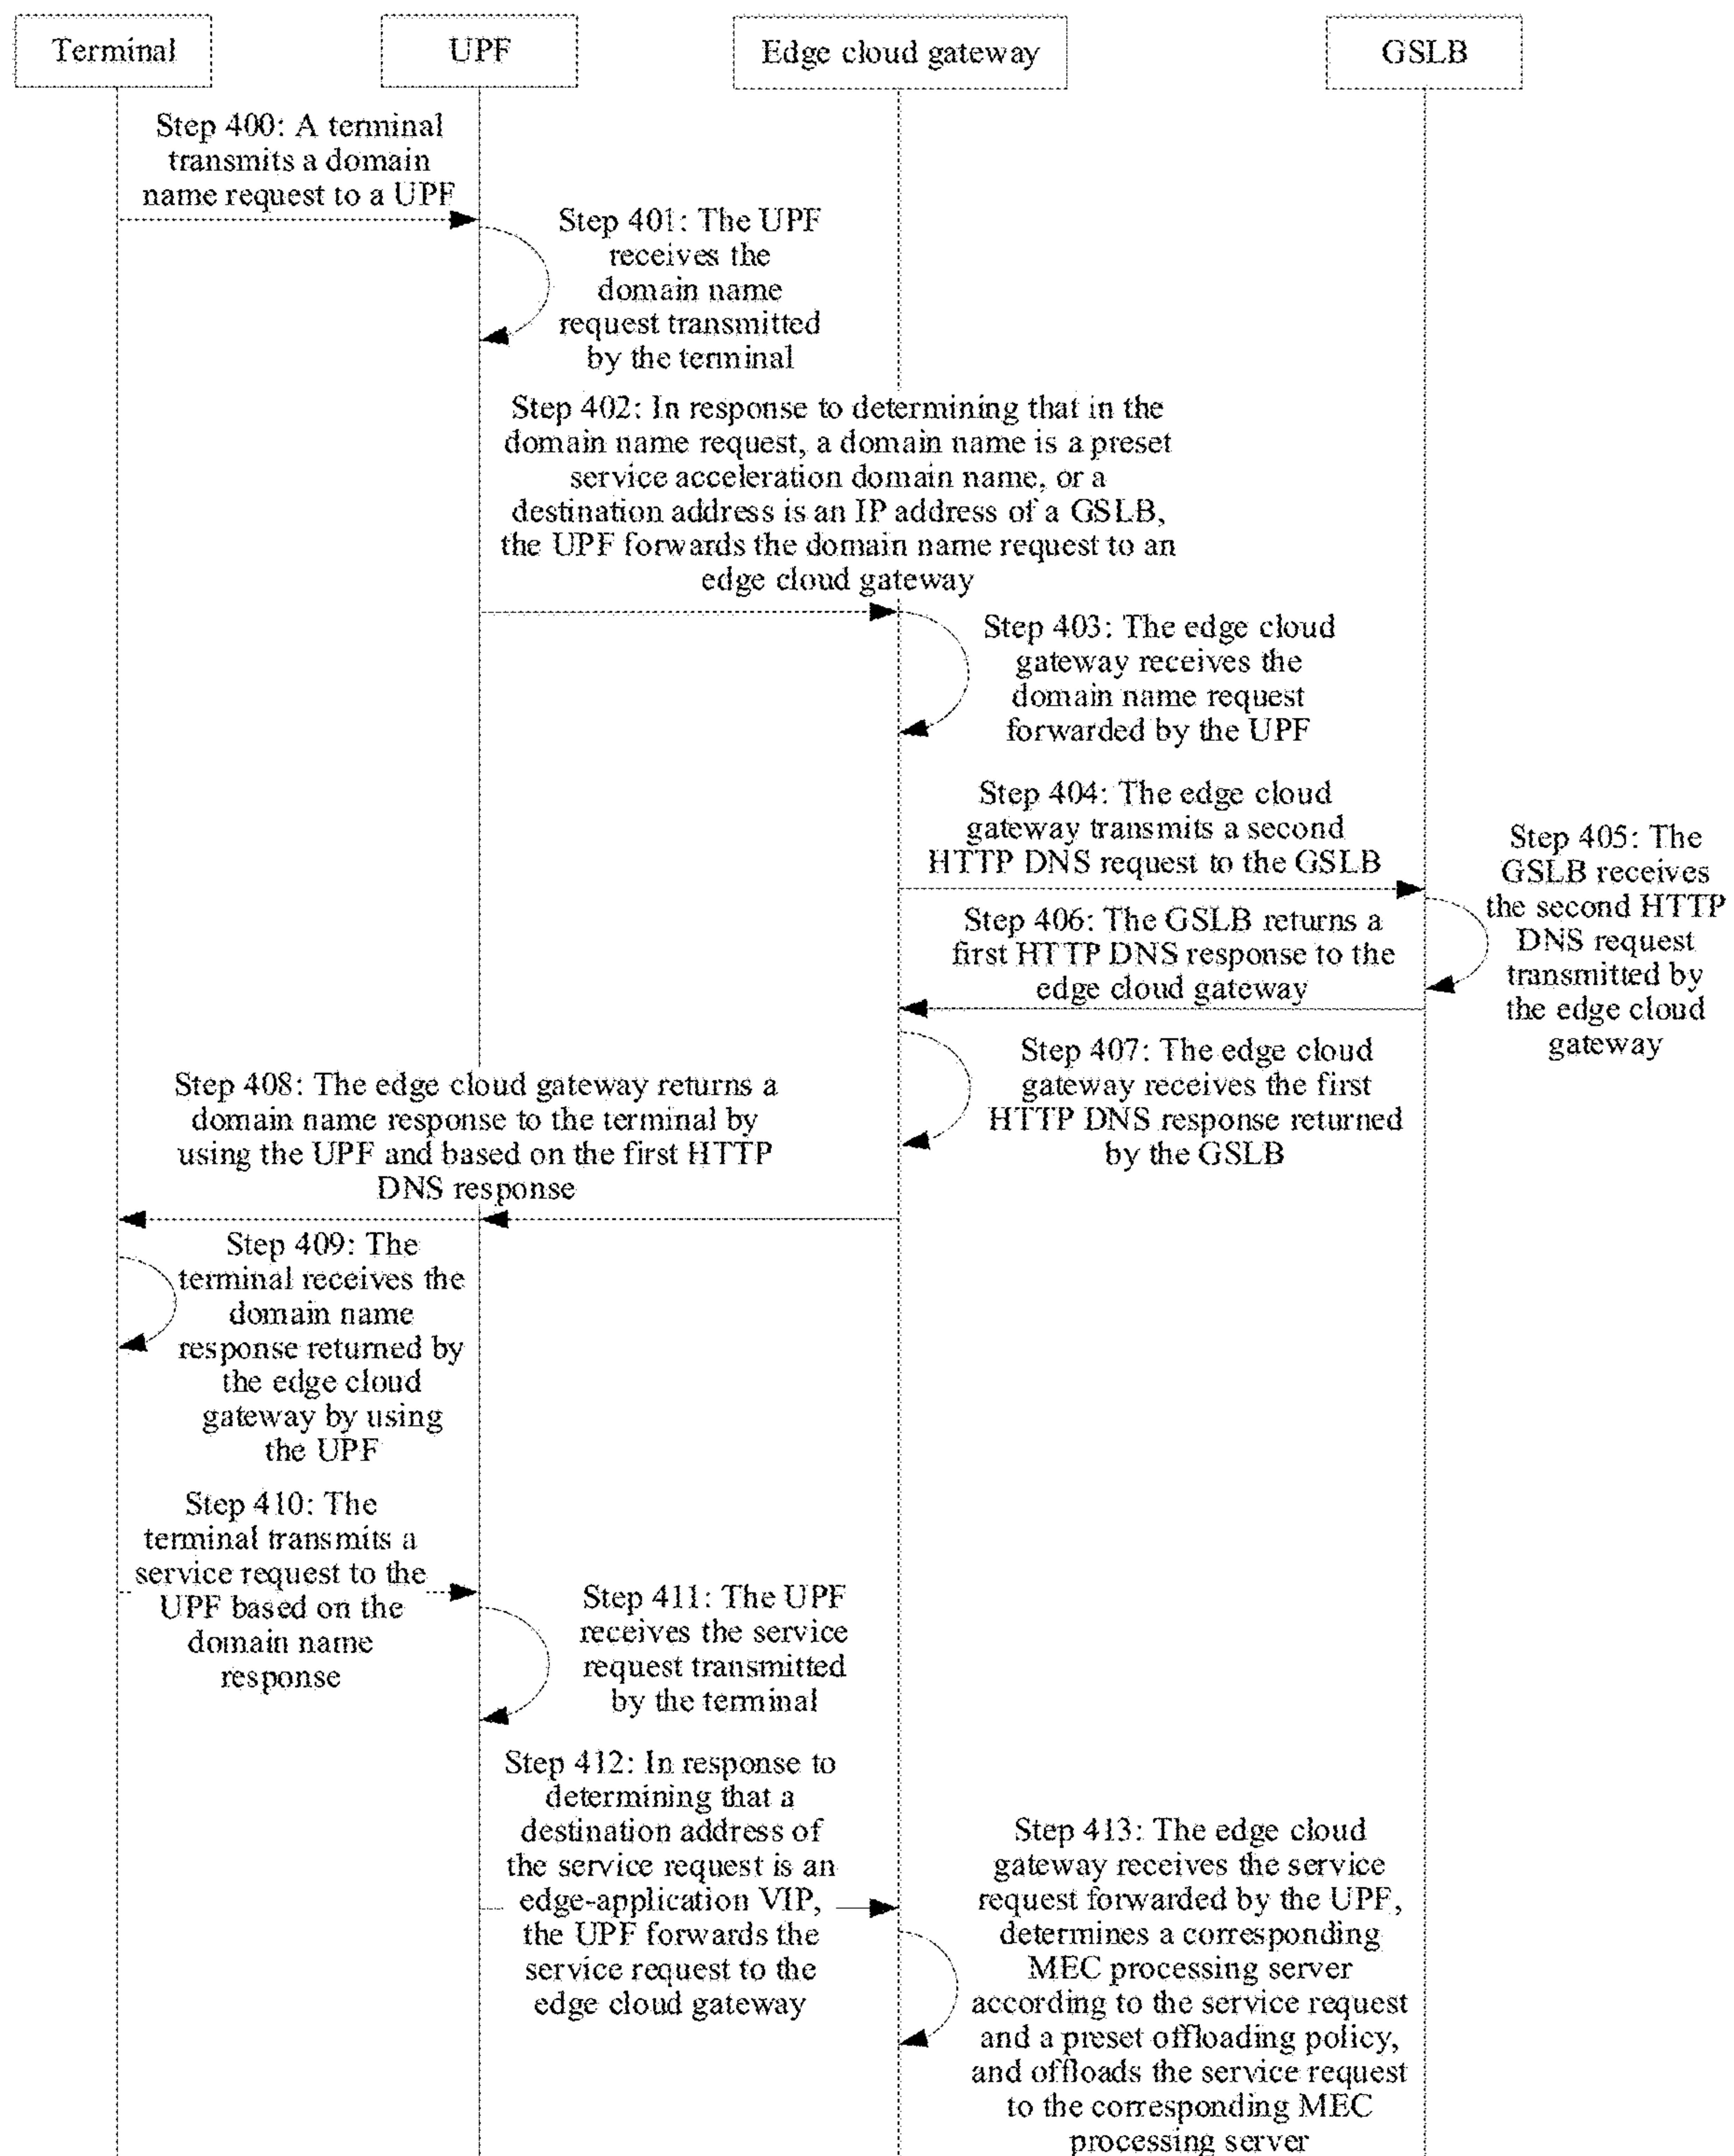 Terminal
UPF
Edge cloud gateway
GSLB
Step 400: A terminal
transmits a domain
name request to a UPF
Step 401: The UPF
receives the
domain name
request transmitted
by the terminal
Step 402: In response to determining that in the
domain name request, a domain name is a preset
service acceleration domain name, or a
destination address is an IP address of a GSLB,
the UPF forwards the domain name request to an
edge cloud gateway
Step 403: The edge cloud
gateway receives the
domain name request
forwarded by the UPF
Step 404: The edge cloud
gateway transmits a second
HTTP DNS request to the GSLB
Step 405: The
GSLB receives
the second HTTP
DNS request
transmitted by
the edge cloud
gateway
Step 406: The GSLB returns a
first HTTP DNS response to the
edge cloud gateway
Step 407: The edge cloud
gateway receives the first
HTTP DNS response returned
by the GSLB
Step 408: The edge cloud gateway returns a
domain name response to the terminal by
using the UPF and based on the first HTTP
DNS response
Step 409: The
terminal receives the
domain name
response returned by
the edge cloud
gateway by using
the UPF
Step 410: The
terminal transmits a
service request to the
UPF based on the
domain name
response
Step 411: The UPF
receives the service
request transmitted
by the terminal
Step 412: In response to
determining that a
destination address of
the service request is an
edge-application VIP,
the UPF forwards the
service request to the
edge cloud gateway
Step 413: The edge cloud
gateway receives the service
request forwarded by the UPF,
determines a corresponding
MEC processing server
according to the service request
and a preset offloading policy,
and offloads the service request
to the corresponding MEC
processing server